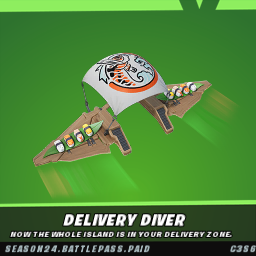 DELIVERY DIVER
NOW THE WHOLE ISLAND IS IN YOUR DELIVERY ZONE.
SEASON24.BATTLEPASS.PAID C3S6